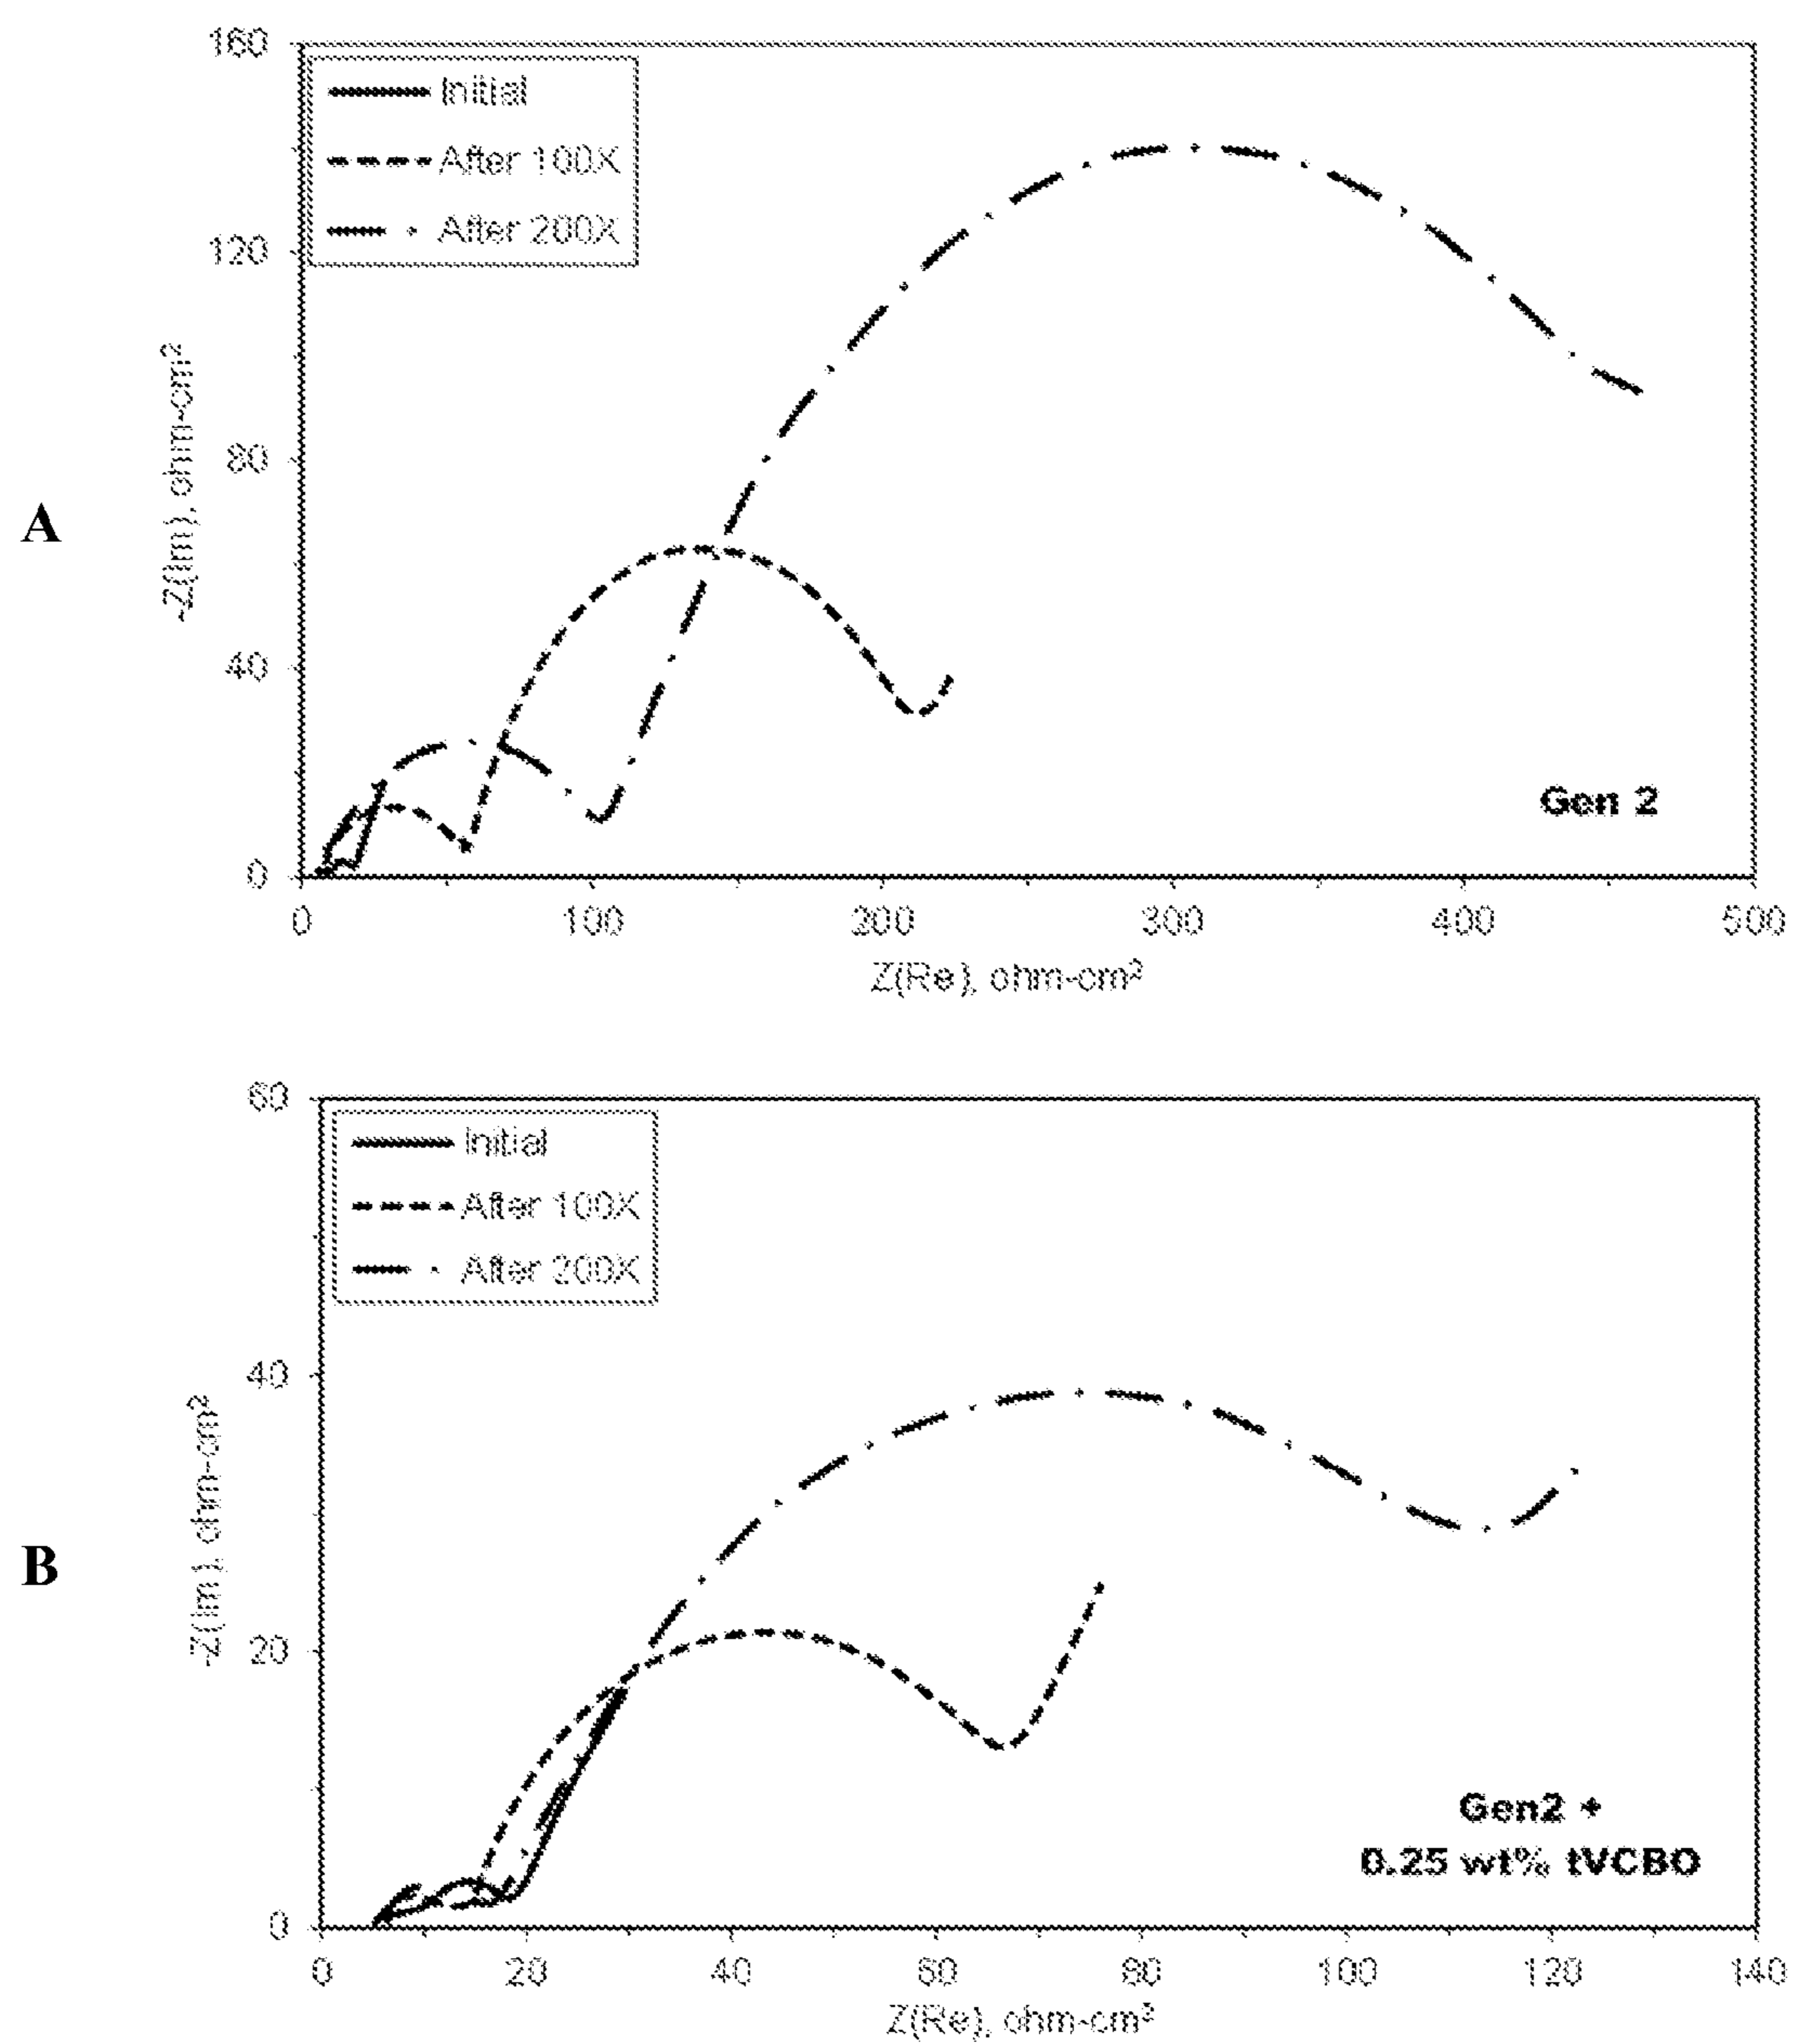 160
Initial
After 100X
After 200X
120
80
40
0
-Z(Im), ohm-cm²
A
Gen 2
0 100 200 300 400 500
Z(Re), ohm-cm²
60
Initial
After 100X
After 200X
40
20
0
-Z(Im), ohm-cm²
B
Gen2 +
0.25 wt% tVCBO
0 20 40 60 80 100 120 140
Z(Re), ohm-cm²